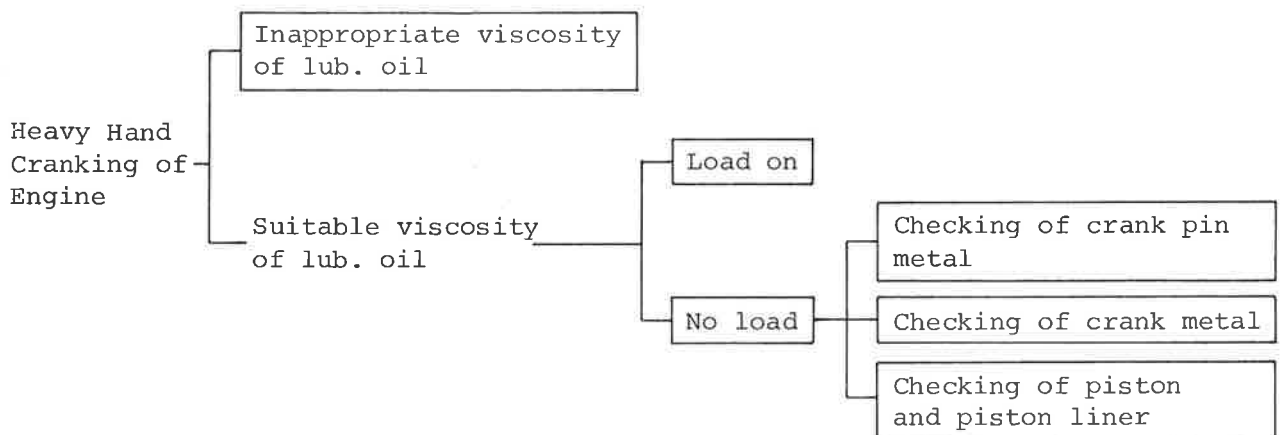 Inappropriate viscosity
of lub. oil
Heavy Hand
Cranking of
Engine
Load on
Suitable viscosity
of lub. oil
Checking of crank pin
metal
No load
Checking of crank metal
Checking of piston
and piston liner